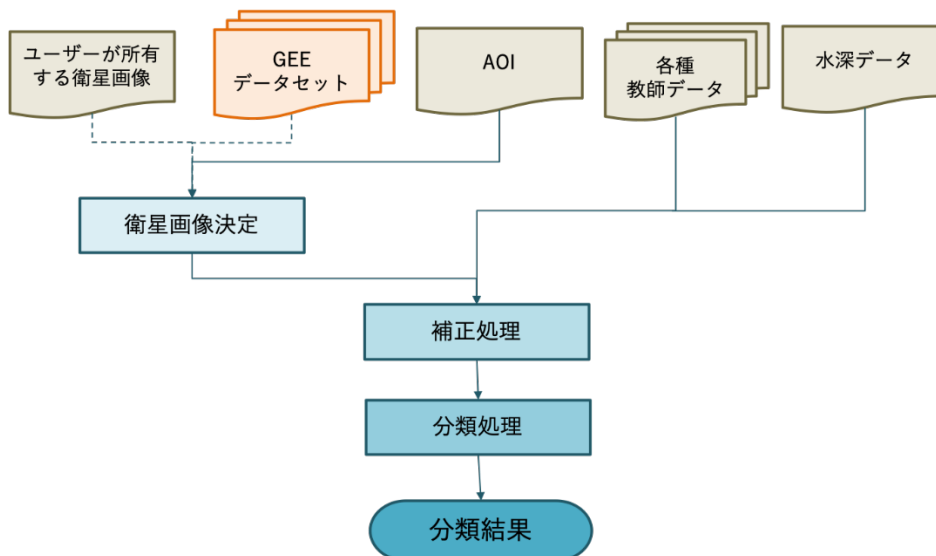 ユーザーが所有
する衛星画像
GEE
データセット
AOI
各種
教師データ
水深データ
衛星画像決定
補正処理
分類処理
分類結果